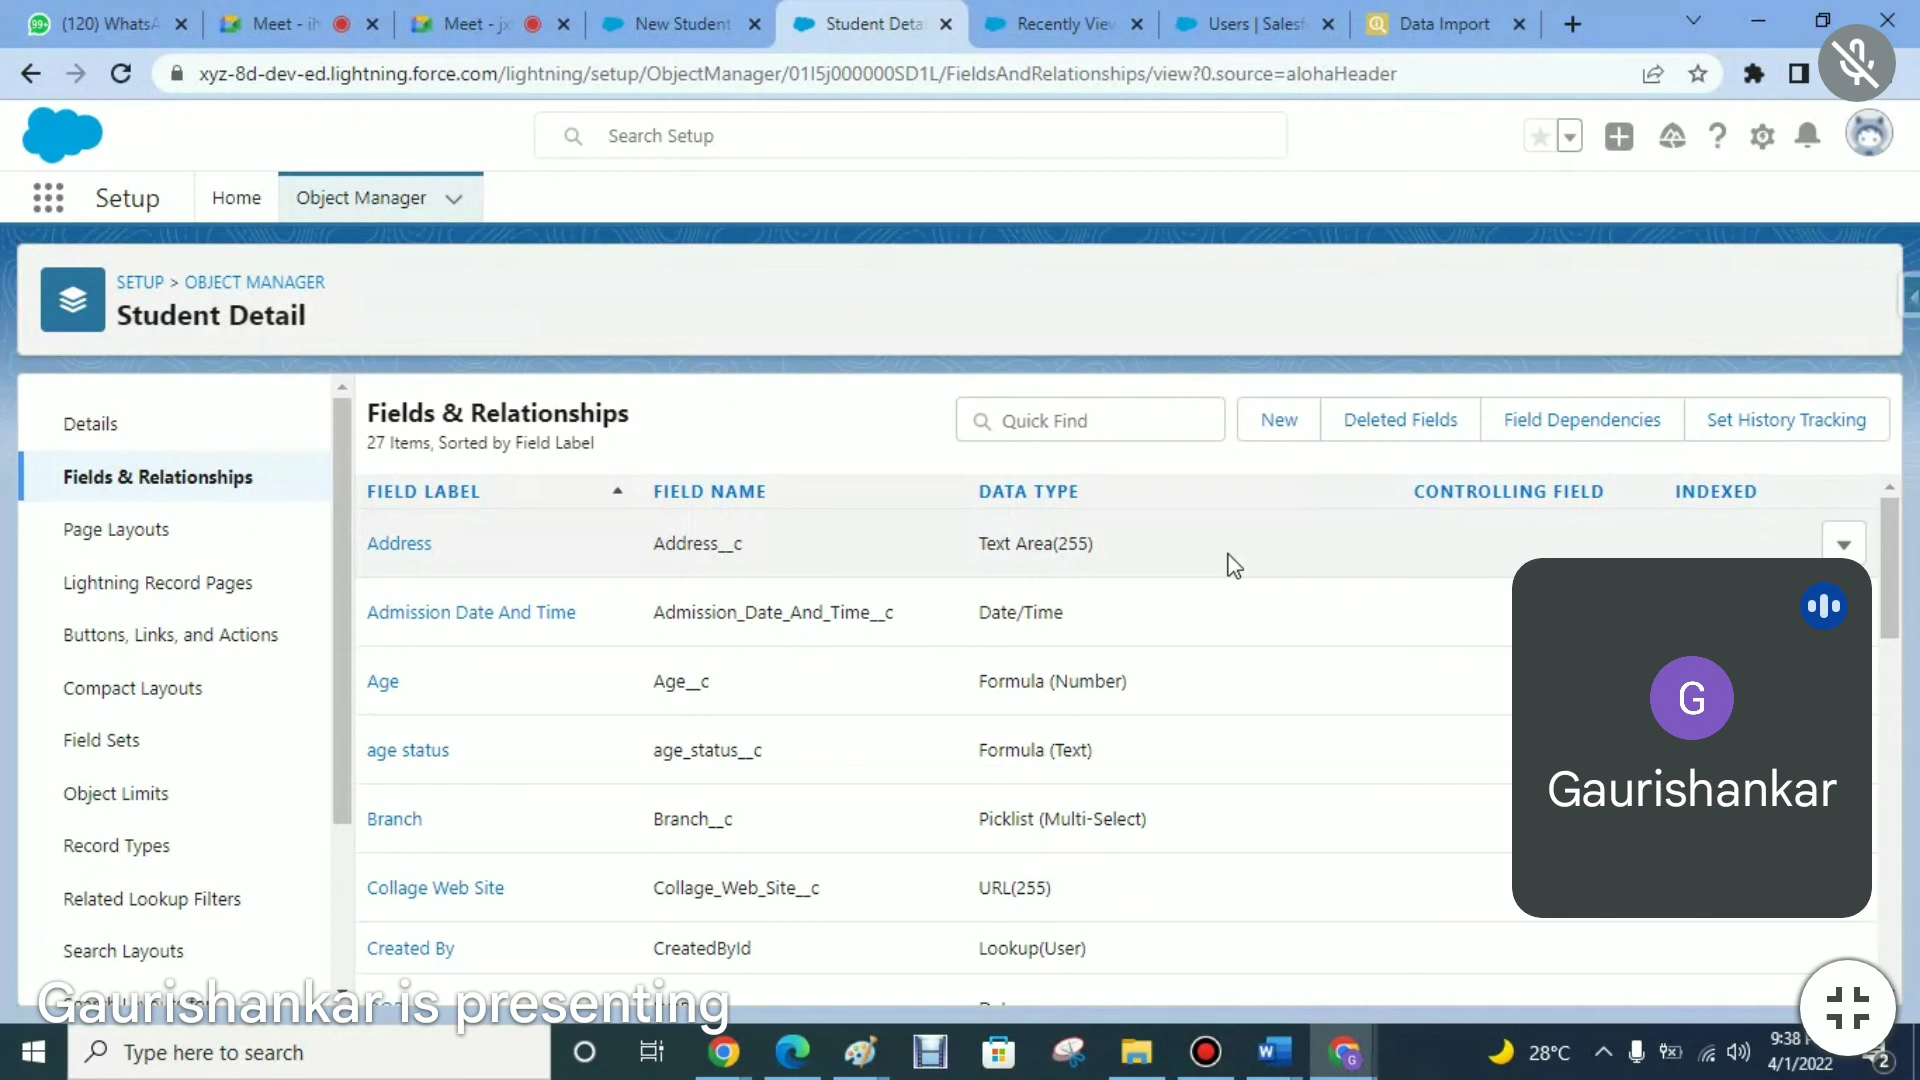 (120) WhatsA
Meet - ih
Meet - jx
New Student
Student Deta
Recently View
Users | Salesf
Data Import
xyz-8d-dev-ed.lightning.force.com/lightning/setup/ObjectManager/01I5j000000SD1L/FieldsAndRelationships/view?0.source=alohaHeader
Search Setup
Setup
Home
Object Manager
SETUP > OBJECT MANAGER
Student Detail
Details
Fields & Relationships
Page Layouts
Lightning Record Pages
Buttons, Links, and Actions
Compact Layouts
Field Sets
Object Limits
Record Types
Related Lookup Filters
Search Layouts
Fields & Relationships
27 Items, Sorted by Field Label
Quick Find
New
Deleted Fields
Field Dependencies
Set History Tracking
FIELD LABEL FIELD NAME DATA TYPE CONTROLLING FIELD INDEXED
Address Address__c Text Area(255)
Admission Date And Time Admission_Date_And_Time__c Date/Time
Age Age__c Formula (Number)
age status age_status__c Formula (Text)
Branch Branch__c Picklist (Multi-Select)
Collage Web Site Collage_Web_Site__c URL(255)
Created By CreatedById Lookup(User)
G
Gaurishankar
Gaurishankar is presenting
Type here to search
28°C
9:38
4/1/2022
2